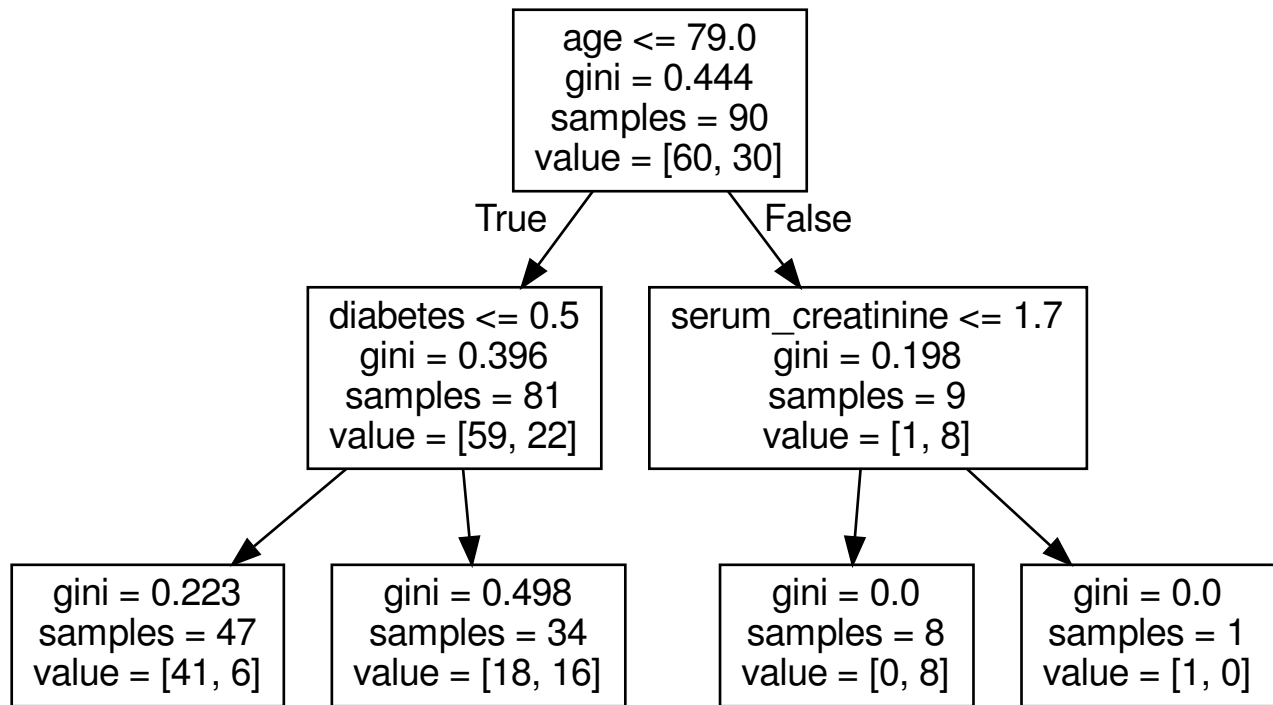 age <= 79.0
gini = 0.444
samples = 90
value = [60, 30]
True
False
diabetes <= 0.5
gini = 0.396
samples = 81
value = [59, 22]
serum_creatinine <= 1.7
gini = 0.198
samples = 9
value = [1, 8]
gini = 0.223
samples = 47
value = [41, 6]
gini = 0.498
samples = 34
value = [18, 16]
gini = 0.0
samples = 8
value = [0, 8]
gini = 0.0
samples = 1
value = [1, 0]